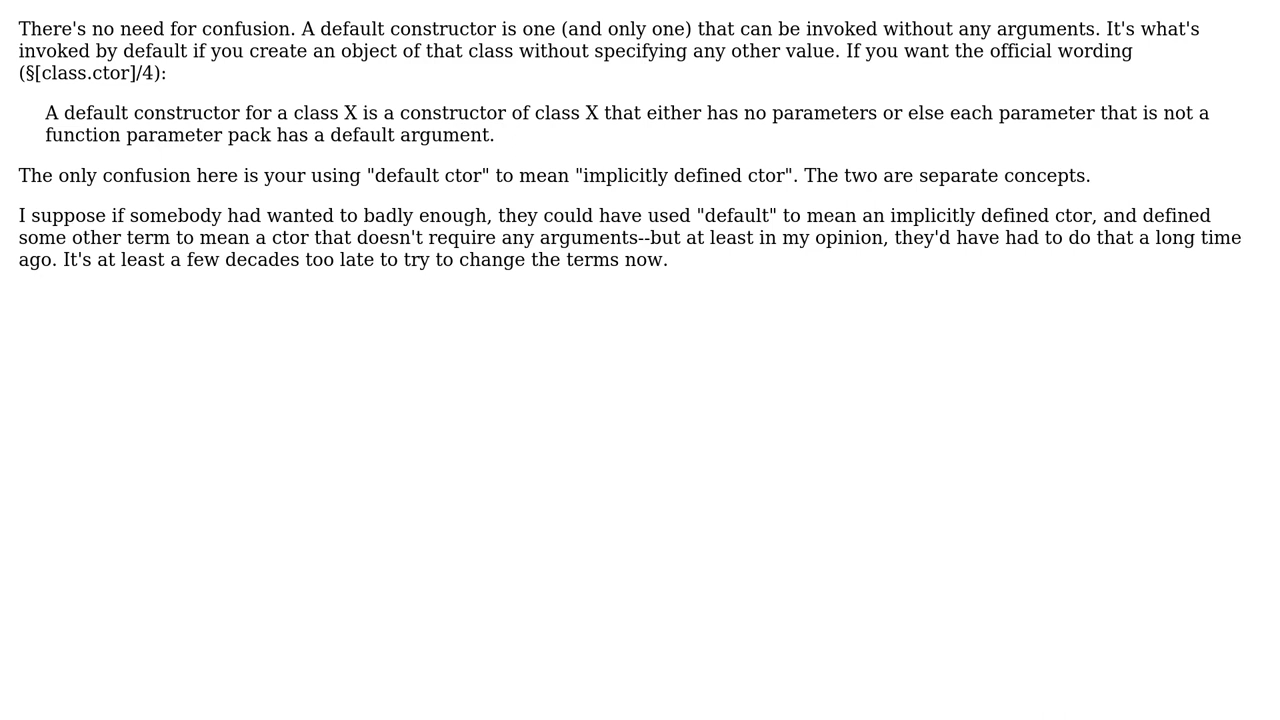 There's no need for confusion. A default constructor is one (and only one) that can be invoked without any arguments. It's what's
invoked by default if you create an object of that class without specifying any other value. If you want the official wording
(§[class.ctor]/4):
A default constructor for a class X is a constructor of class X that either has no parameters or else each parameter that is not a
function parameter pack has a default argument.
The only confusion here is your using "default ctor" to mean "implicitly defined ctor". The two are separate concepts.
I suppose if somebody had wanted to badly enough, they could have used "default" to mean an implicitly defined ctor, and defined
some other term to mean a ctor that doesn't require any arguments--but at least in my opinion, they'd have had to do that a long time
ago. It's at least a few decades too late to try to change the terms now.